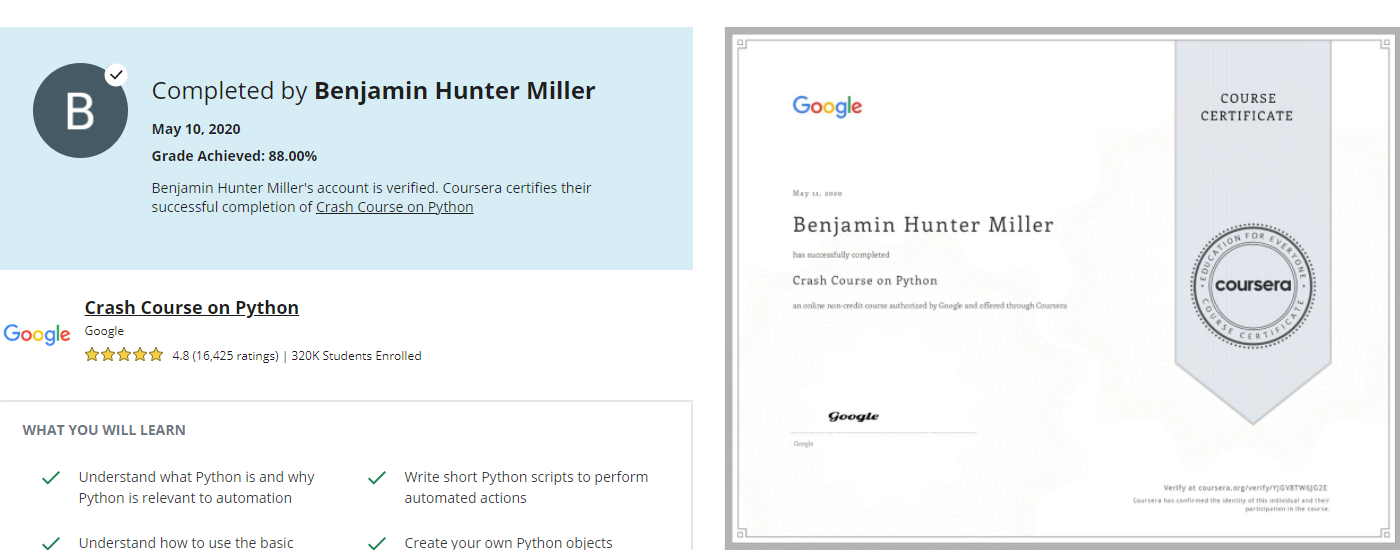 B
Completed by Benjamin Hunter Miller
May 10, 2020
Grade Achieved: 88.00%
Benjamin Hunter Miller's account is verified. Coursera certifies their
successful completion of Crash Course on Python
Google
Crash Course on Python
Google
4.8 (16,425 ratings) | 320K Students Enrolled
WHAT YOU WILL LEARN
Understand what Python is and why
Python is relevant to automation
Write short Python scripts to perform
automated actions
Understand how to use the basic
Create your own Python objects
Google
COURSE
CERTIFICATE
May 11, 2020
Benjamin Hunter Miller
has successfully completed
Crash Course on Python
an online non-credit course authorized by Google and offered through Coursera
EDUCATION FOR EVERYONE
coursera
COURSE CERTIFICATE
Google
Google
Verify at coursera.org/verify/YJGV8TW6JG2E
Coursera has confirmed the identity of this individual and their
participation in the course.